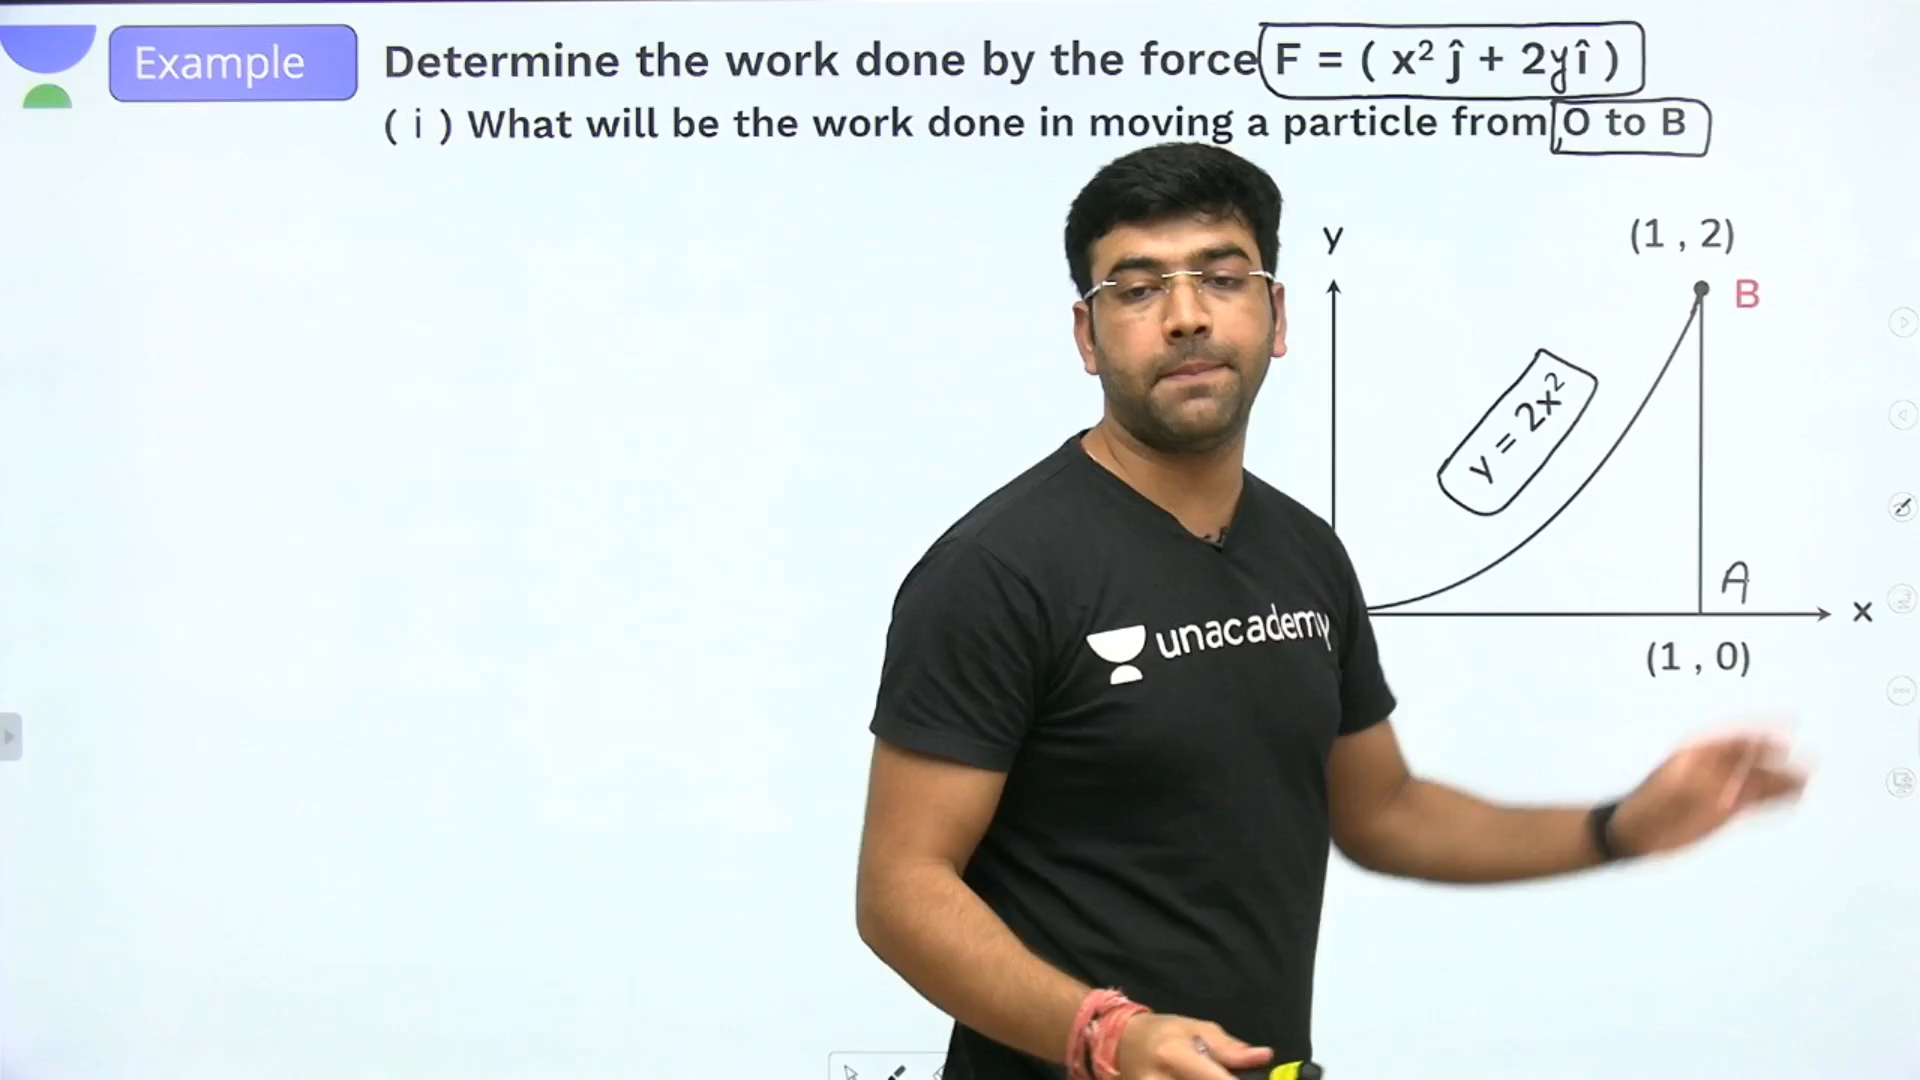 Example
Determine the work done by the force F = ( x² ĵ + 2yî )
( i ) What will be the work done in moving a particle from O to B
y
(1 , 2)
B
y = 2x²
A
x
(1 , 0)
unacademy